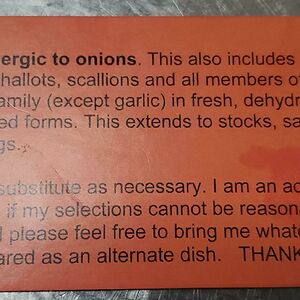 ergic to onions. This also includes
hallots, scallions and all members of
amily (except garlic) in fresh, dehydr
ed forms. This extends to stocks, sa
gs.
substitute as necessary. I am an ad
if my selections cannot be reason
d please feel free to bring me whate
ared as an alternate dish. THANK